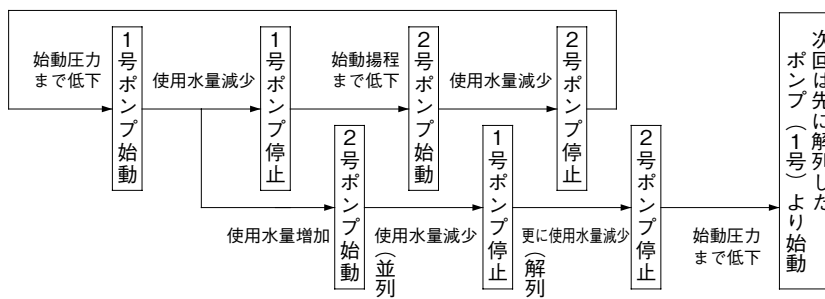 始動圧力
まで低下
1号ポンプ始動
使用水量減少
1号ポンプ停止
始動揚程
まで低下
2号ポンプ始動
使用水量減少
2号ポンプ停止
使用水量増加
2号ポンプ始動
(並列
使用水量減少
1号ポンプ停止
(解列
更に使用水量減少
2号ポンプ停止
始動圧力
まで低下
次回は先に解列した
ポンプ(1号)より始動